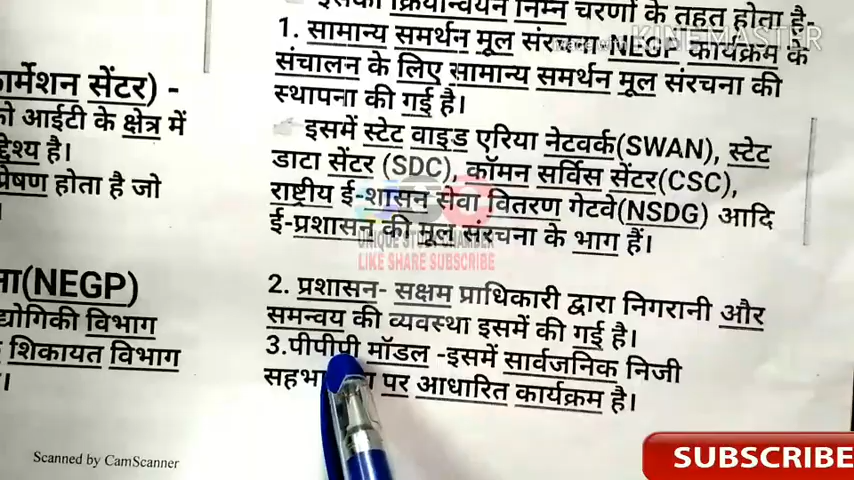 इसका क्रियान्वयन निम्न चरणों के तहत होता है-
1. सामान्य समर्थन मूल संरचना-NEGP कार्यक्रम के
संचालन के लिए सामान्य समर्थन मूल संरचना की
स्थापना की गई है।
इसमें स्टेट वाइड एरिया नेटवर्क(SWAN), स्टेट
डाटा सेंटर (SDC), कॉमन सर्विस सेंटर(CSC),
राष्ट्रीय ई-शासन सेवा वितरण गेटवे(NSDG) आदि
ई-प्रशासन की मूल संरचना के भाग हैं।
2. प्रशासन- सक्षम प्राधिकारी द्वारा निगरानी और
समन्वय की व्यवस्था इसमें की गई है।
3.पीपीपी मॉडल -इसमें सार्वजनिक निजी
पर आधारित कार्यक्रम है।
सेंटर) -
को आईटी के क्षेत्र में
है।
होता है जो
(NEGP)
विभाग
शिकायत विभाग
Scanned by CamScanner
KINEMASTER
UNIQUE STUDY CHAMBER
LIKE SHARE SUBSCRIBE
SUBSCRIBE